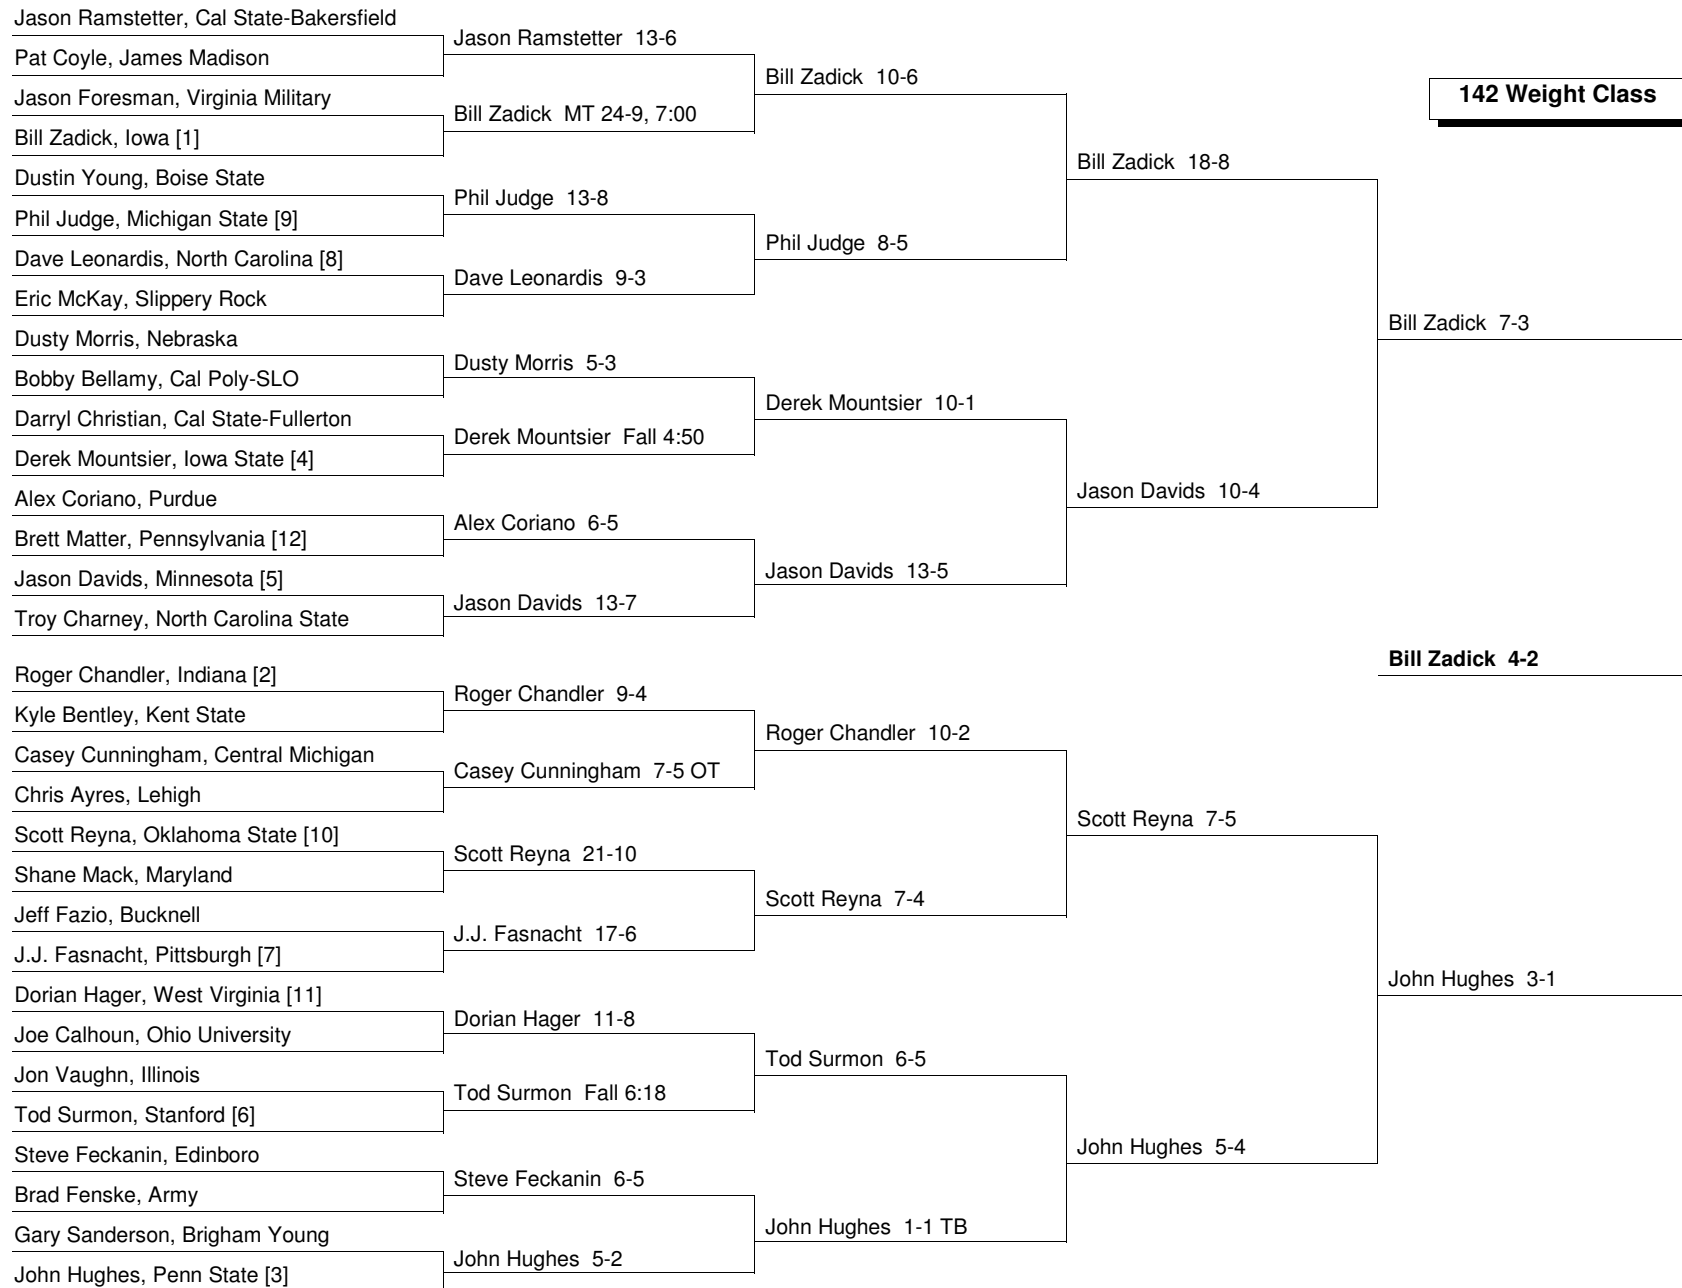 Jason Ramstetter, Cal State-Bakersfield
Pat Coyle, James Madison
Jason Foresman, Virginia Military
Bill Zadick, Iowa [1]
Dustin Young, Boise State
Phil Judge, Michigan State [9]
Dave Leonardis, North Carolina [8]
Eric McKay, Slippery Rock
Dusty Morris, Nebraska
Bobby Bellamy, Cal Poly-SLO
Darryl Christian, Cal State-Fullerton
Derek Mountsier, Iowa State [4]
Alex Coriano, Purdue
Brett Matter, Pennsylvania [12]
Jason Davids, Minnesota [5]
Troy Charney, North Carolina State
Roger Chandler, Indiana [2]
Kyle Bentley, Kent State
Casey Cunningham, Central Michigan
Chris Ayres, Lehigh
Scott Reyna, Oklahoma State [10]
Shane Mack, Maryland
Jeff Fazio, Bucknell
J.J. Fasnacht, Pittsburgh [7]
Dorian Hager, West Virginia [11]
Joe Calhoun, Ohio University
Jon Vaughn, Illinois
Tod Surmon, Stanford [6]
Steve Feckanin, Edinboro
Brad Fenske, Army
Gary Sanderson, Brigham Young
John Hughes, Penn State [3]
Jason Ramstetter 13-6
Bill Zadick MT 24-9, 7:00
Phil Judge 13-8
Dave Leonardis 9-3
Dusty Morris 5-3
Derek Mountsier Fall 4:50
Alex Coriano 6-5
Jason Davids 13-7
Roger Chandler 9-4
Casey Cunningham 7-5 OT
Scott Reyna 21-10
J.J. Fasnacht 17-6
Dorian Hager 11-8
Tod Surmon Fall 6:18
Steve Feckanin 6-5
John Hughes 5-2
Bill Zadick 10-6
Phil Judge 8-5
Derek Mountsier 10-1
Jason Davids 13-5
Roger Chandler 10-2
Scott Reyna 7-4
Tod Surmon 6-5
John Hughes 1-1 TB
Bill Zadick 18-8
Jason Davids 10-4
Scott Reyna 7-5
John Hughes 5-4
142 Weight Class
Bill Zadick 7-3
Bill Zadick 4-2
John Hughes 3-1